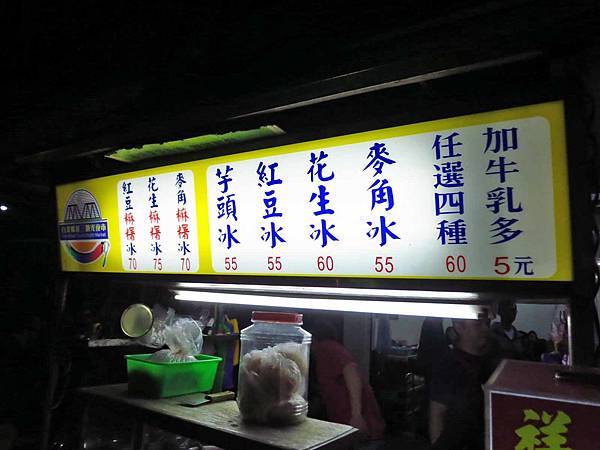 紅豆麻糬冰
70
花生麻糬冰
75
麥角麻糬冰
70
芋頭冰
55
紅豆冰
55
花生冰
60
麥角冰
55
任選四種
60
加牛乳多
5元
祥